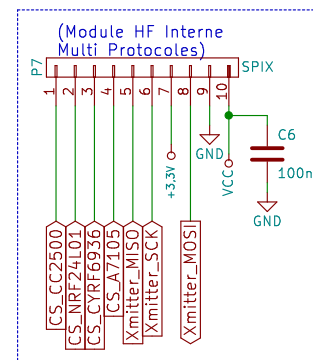 (Module HF Interne
Multi Protocoles)
P7
SPIX
1
2
3
4
5
6
7
8
9
10
C6
100n
GND
+3,3V
VCC
GND
CS_CC2500
CS_NRF24L01
CS_CYRF6936
CS_A7105
Xmitter_MISO
Xmitter_SCK
Xmitter_MOSI